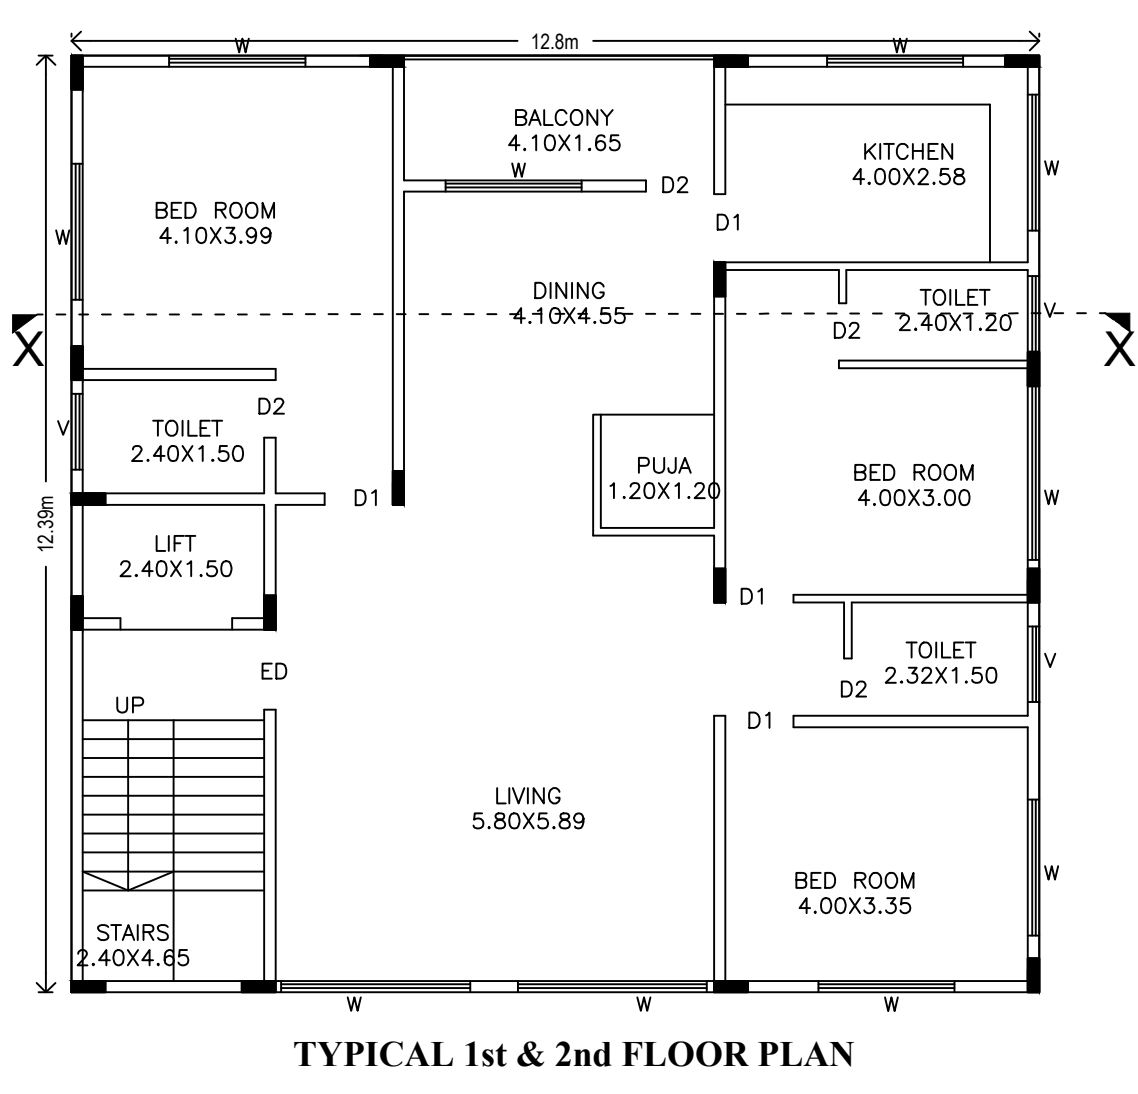 12.8m
W
W
BALCONY
4.10X1.65
W
D2
KITCHEN
4.00X2.58
W
D1
BED ROOM
4.10X3.99
W
DINING
4.10X4.55
TOILET
2.40X1.20
V
D2
X
X
D2
TOILET
2.40X1.50
V
D1
PUJA
1.20X1.20
BED ROOM
4.00X3.00
W
12.39m
LIFT
2.40X1.50
D1
TOILET
2.32X1.50
V
D2
ED
UP
D1
LIVING
5.80X5.89
BED ROOM
4.00X3.35
W
STAIRS
2.40X4.65
W
W
W
TYPICAL 1st & 2nd FLOOR PLAN